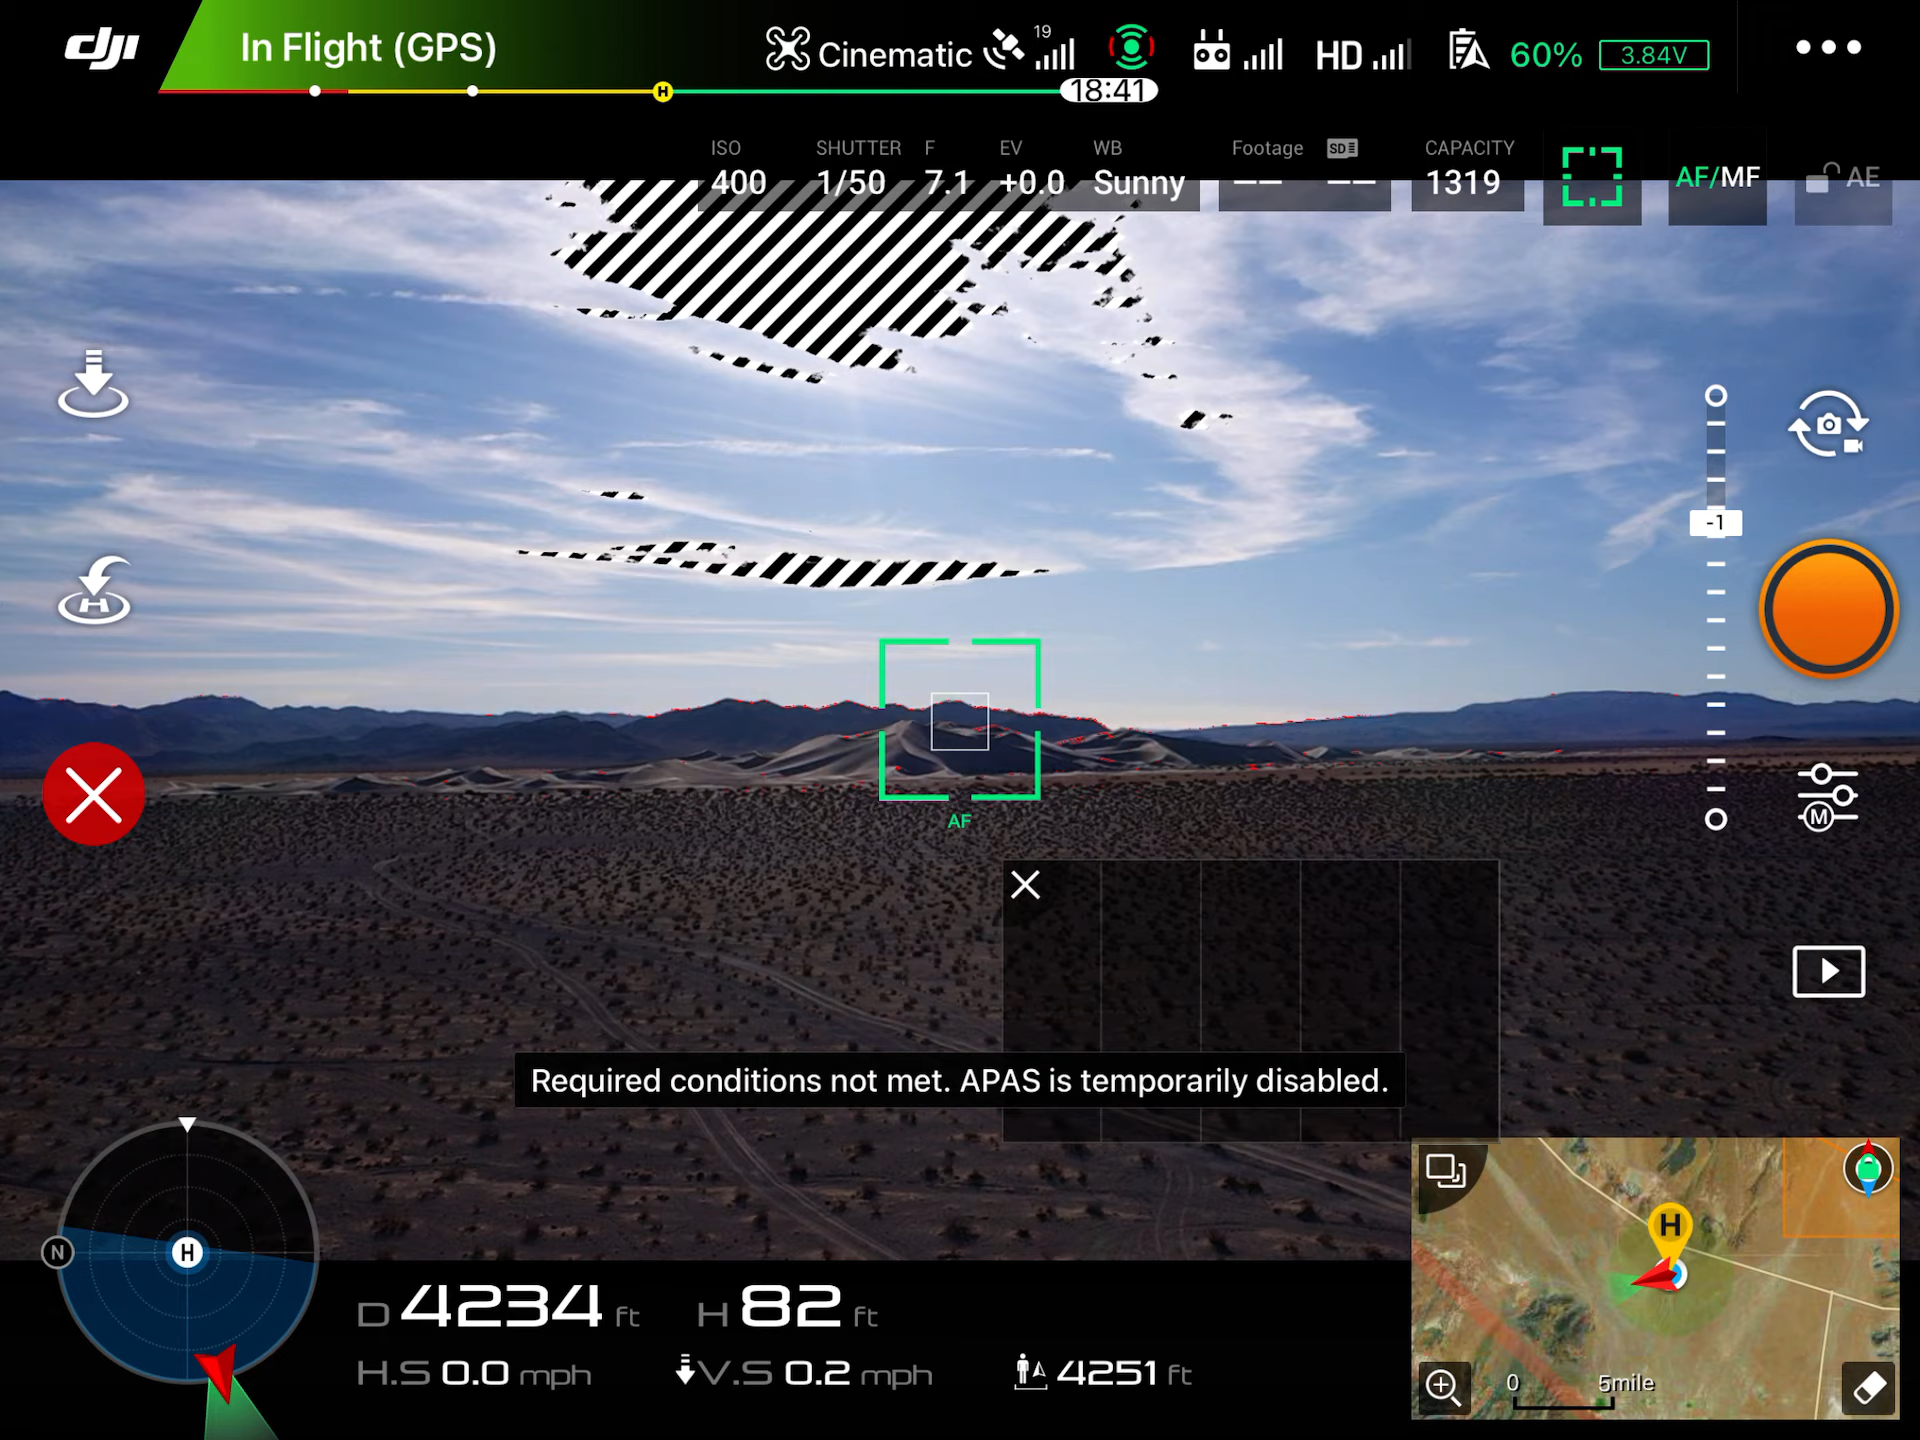 dji
In Flight (GPS)
Cinematic
19
HD
60%
3.84V
H
18:41
ISO
SHUTTER
F
EV
WB
Footage
SD
CAPACITY
400
1/50
7.1
+0.0
Sunny
1319
AF/MF
AE
-1
H
M
AF
Required conditions not met. APAS is temporarily disabled.
N
H
H
D 4234 ft
H 82 ft
H.S 0.0 mph
V.S 0.2 mph
4251 ft
0
5mile